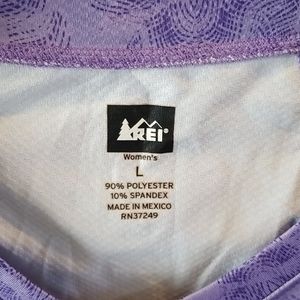 REI®
Women's
L
90% POLYESTER
10% SPANDEX
MADE IN MEXICO
RN37249